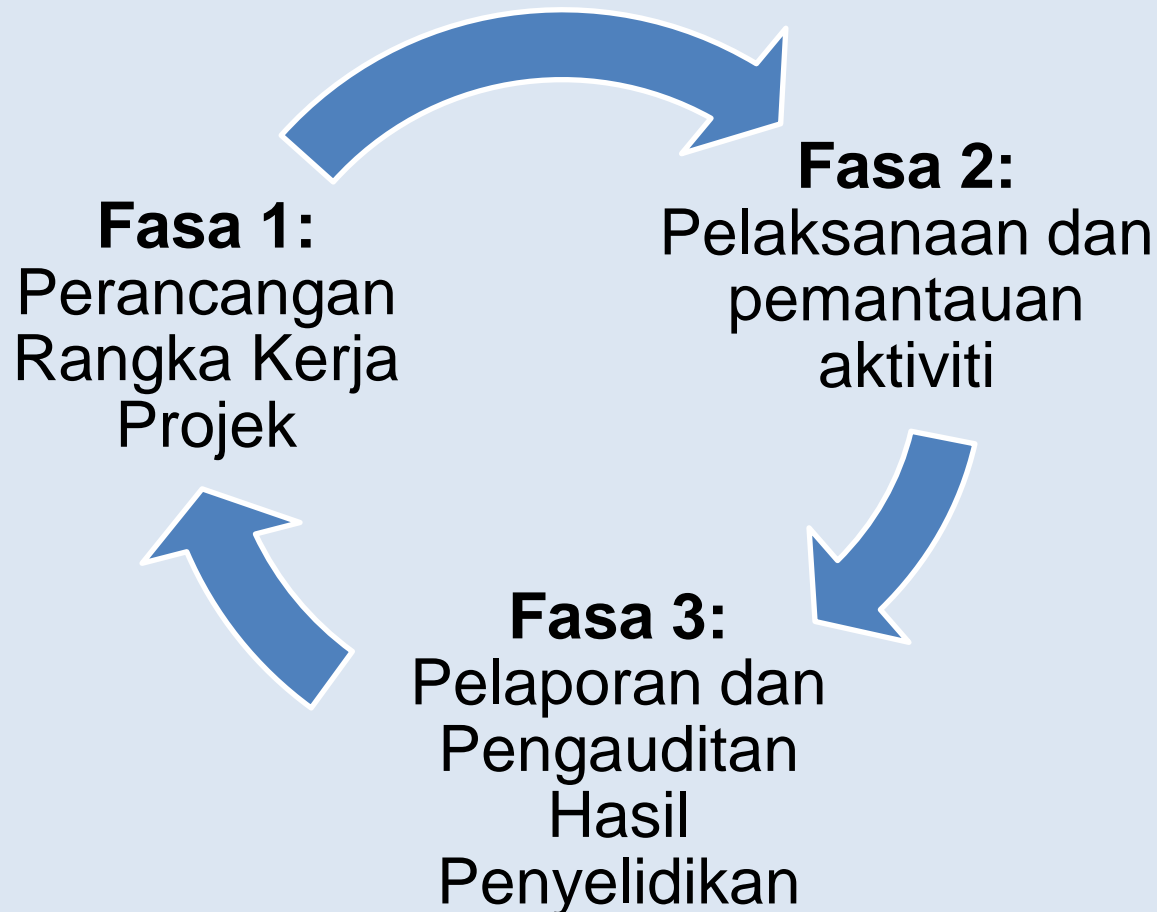 Fasa 1:
Perancangan
Rangka Kerja
Projek
Fasa 2:
Pelaksanaan dan
pemantauan
aktiviti
Fasa 3:
Pelaporan dan
Pengauditan
Hasil
Penyelidikan